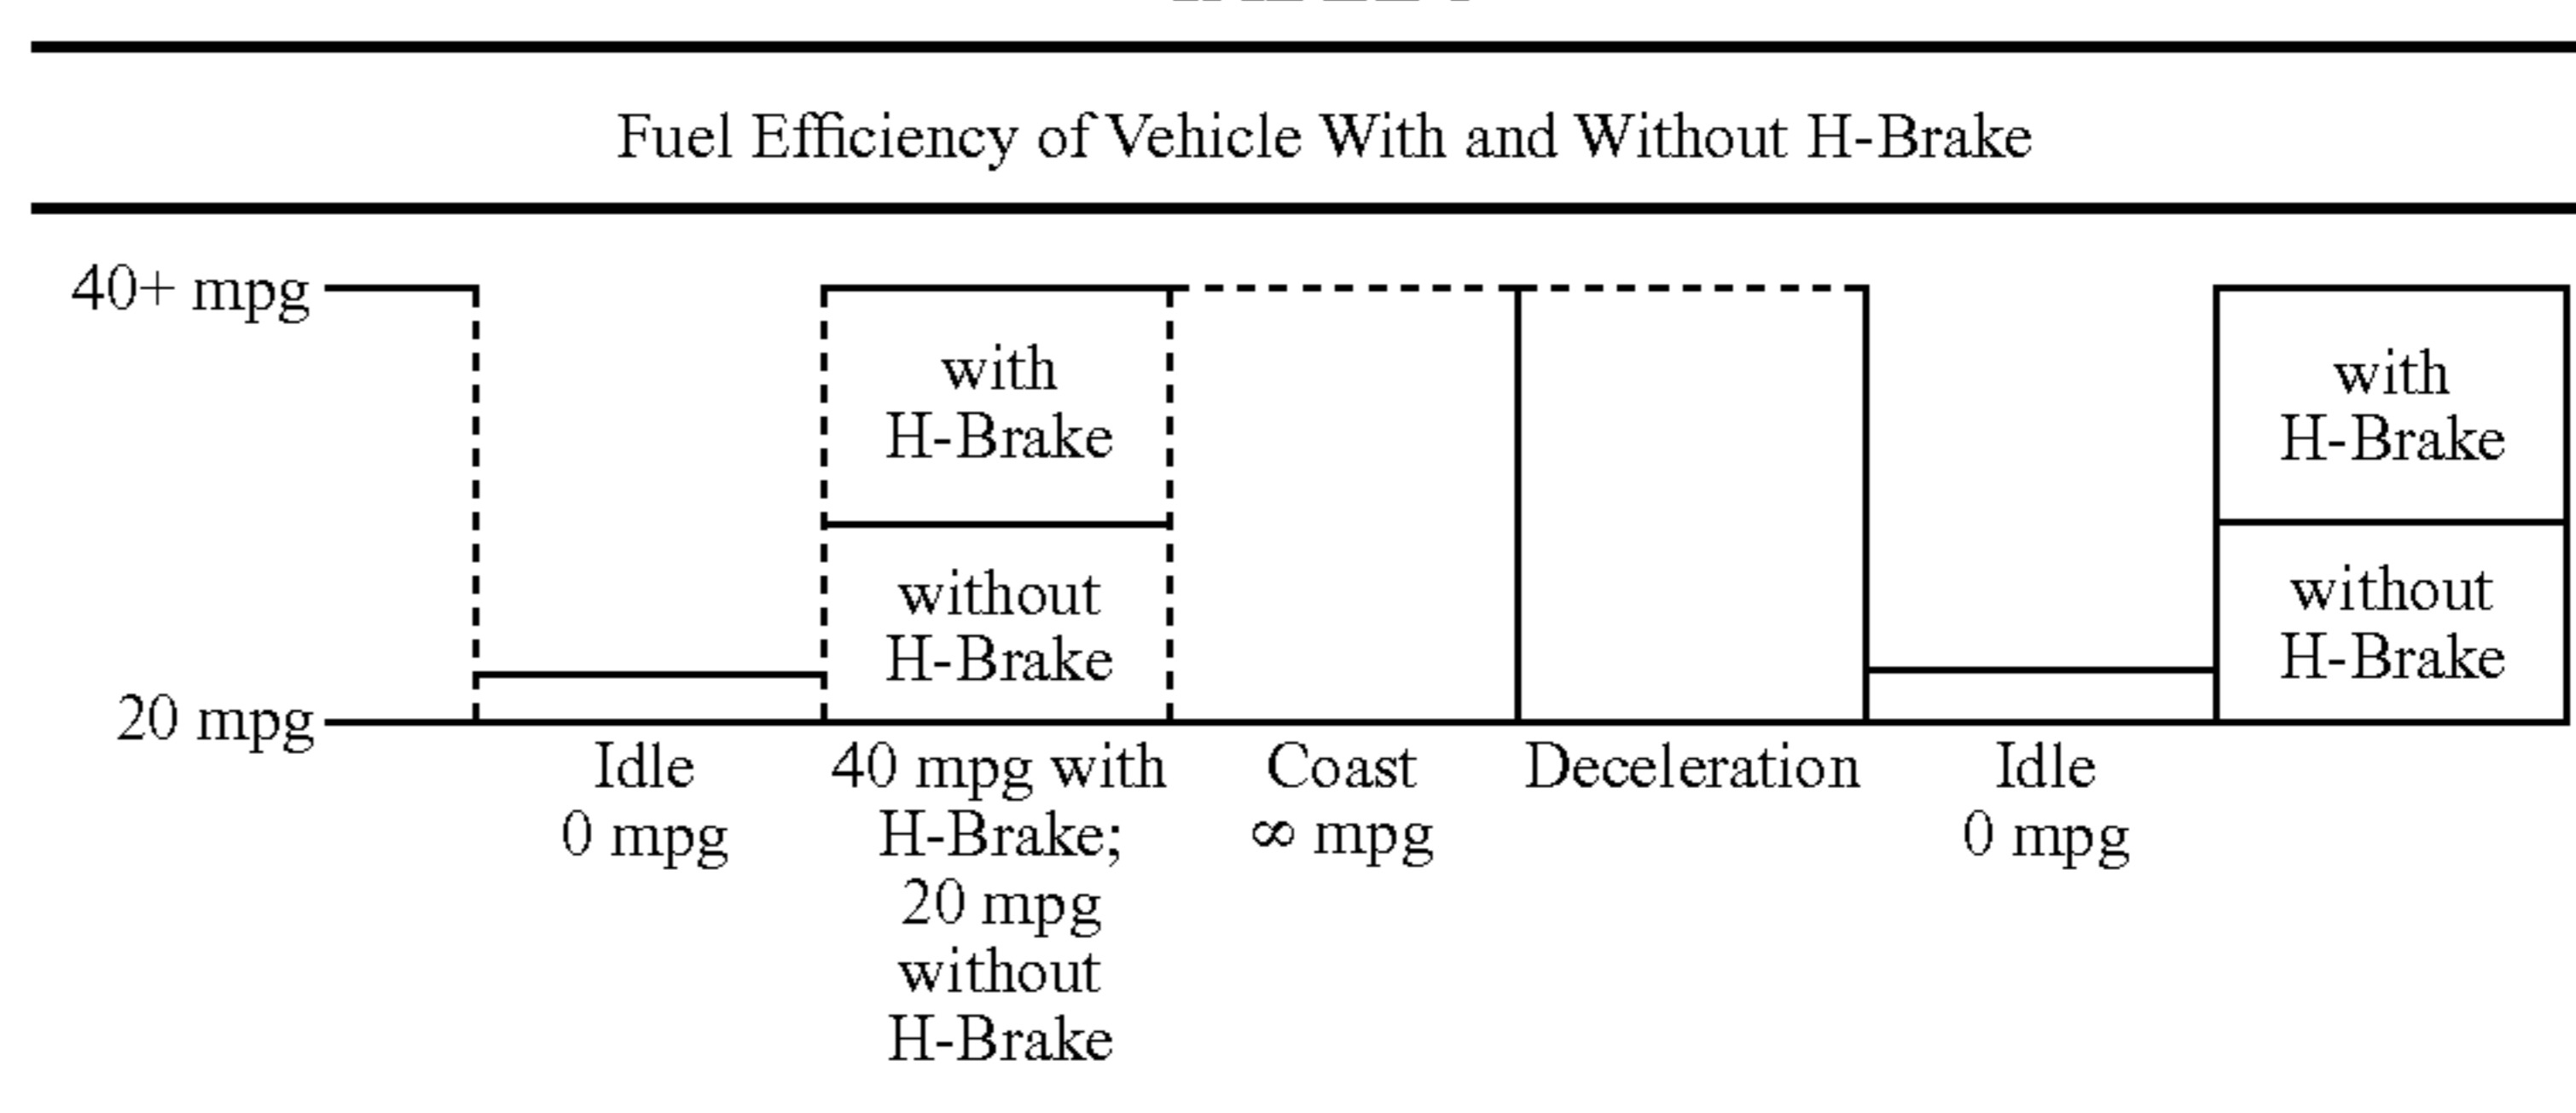 Fuel Efficiency of Vehicle With and Without H-Brake
40+ mpg
with
H-Brake
without
H-Brake
with
H-Brake
without
H-Brake
20 mpg
Idle
0 mpg
40 mpg with
H-Brake;
20 mpg
without
H-Brake
Coast
∞ mpg
Deceleration
Idle
0 mpg